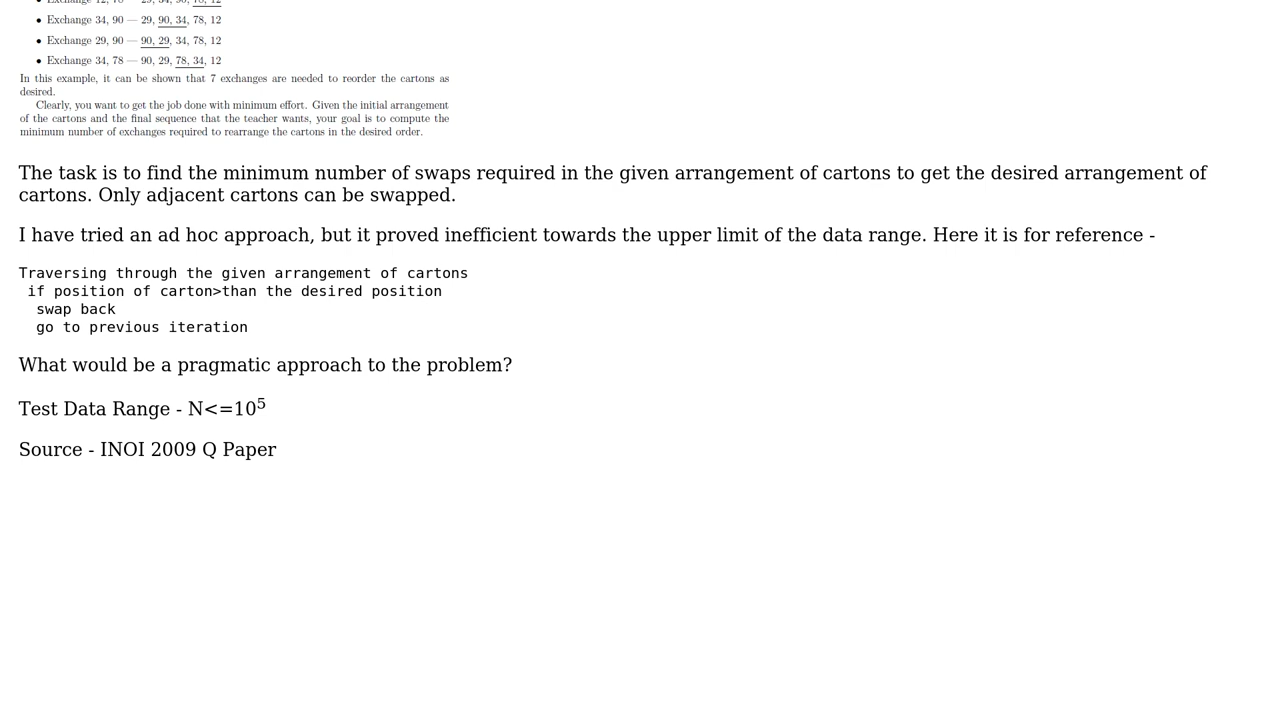 • Exchange 12, 78 — 29, 34, 90, 78, 12
• Exchange 34, 90 — 29, 90, 34, 78, 12
• Exchange 29, 90 — 90, 29, 34, 78, 12
• Exchange 34, 78 — 90, 29, 78, 34, 12
In this example, it can be shown that 7 exchanges are needed to reorder the cartons as
desired.
Clearly, you want to get the job done with minimum effort. Given the initial arrangement
of the cartons and the final sequence that the teacher wants, your goal is to compute the
minimum number of exchanges required to rearrange the cartons in the desired order.
The task is to find the minimum number of swaps required in the given arrangement of cartons to get the desired arrangement of
cartons. Only adjacent cartons can be swapped.
I have tried an ad hoc approach, but it proved inefficient towards the upper limit of the data range. Here it is for reference -
Traversing through the given arrangement of cartons
if position of carton>than the desired position
swap back
go to previous iteration
What would be a pragmatic approach to the problem?
Test Data Range - N<=10⁵
Source - INOI 2009 Q Paper